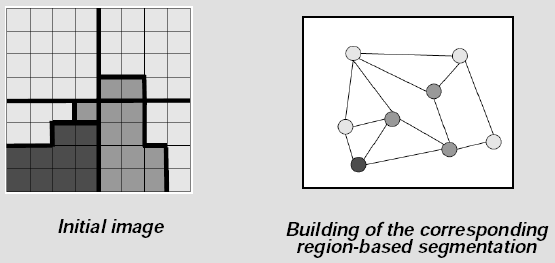 Initial image
Building of the corresponding
region-based segmentation